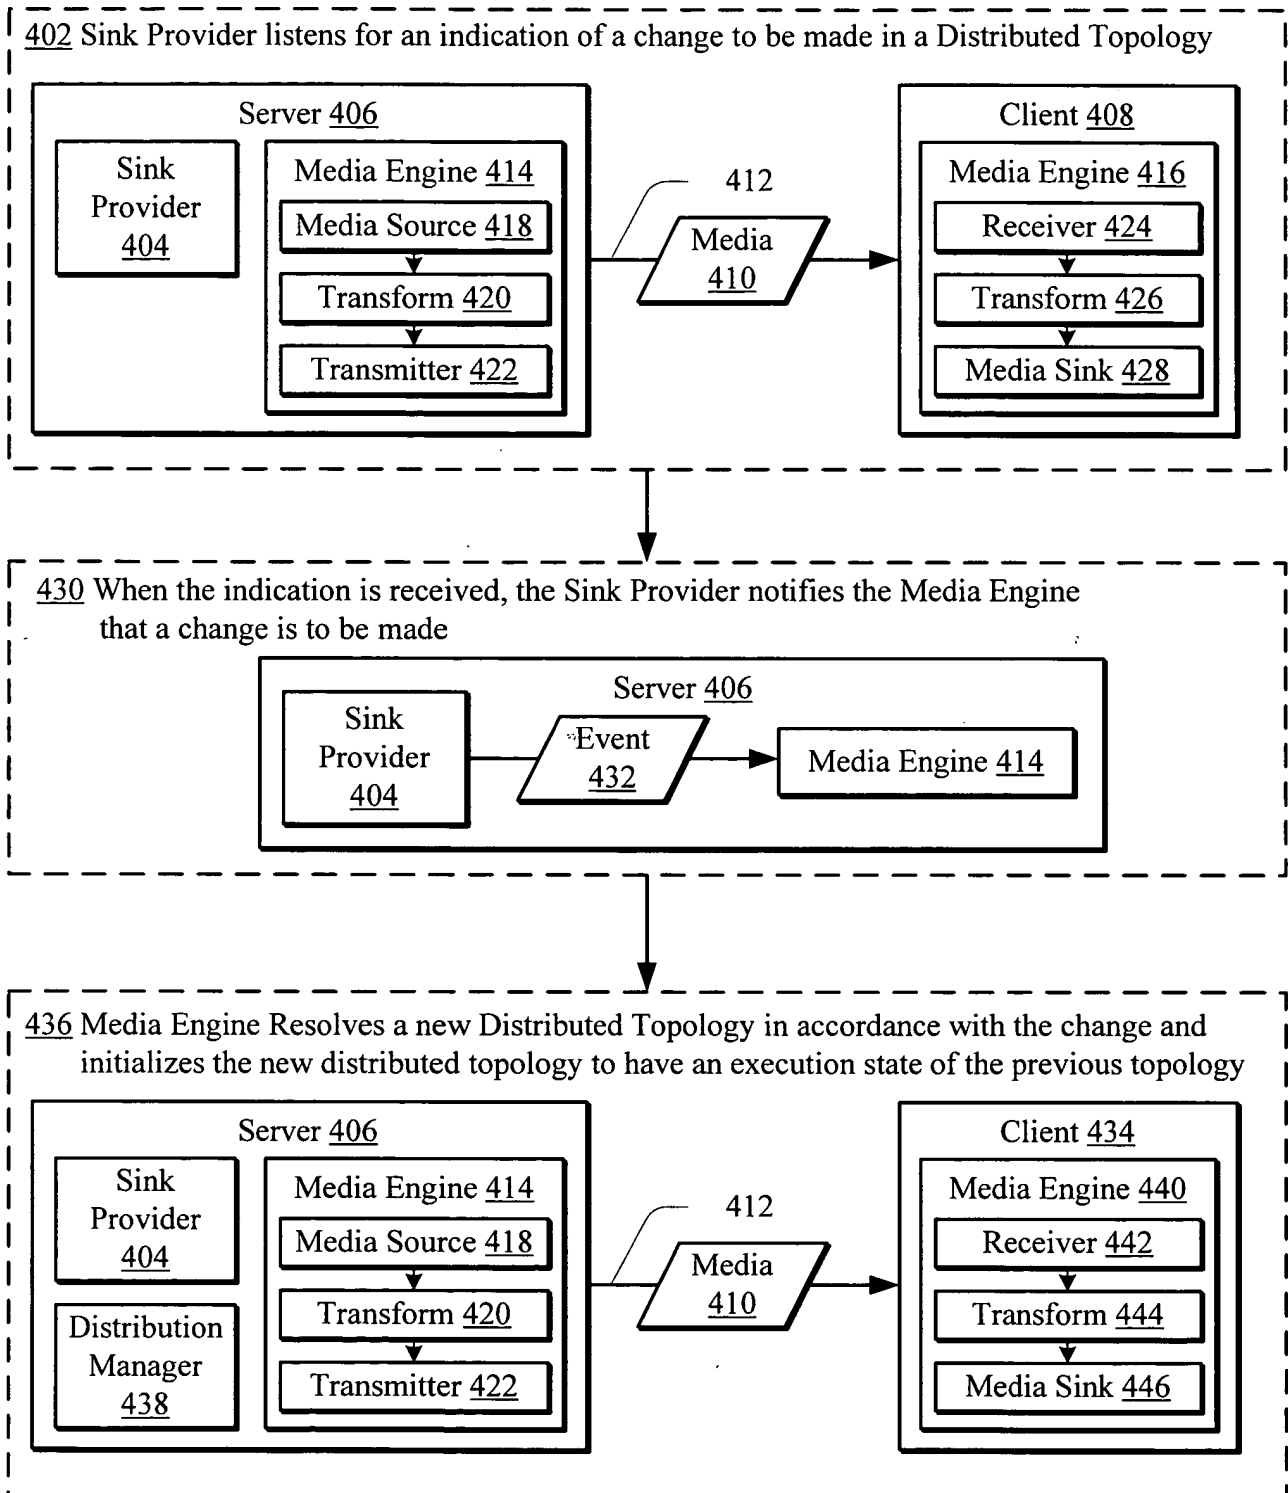 402 Sink Provider listens for an indication of a change to be made in a Distributed Topology
Server 406
Sink
Provider
404
Media Engine 414
Media Source 418
Transform 420
Transmitter 422
412
Media
410
Client 408
Media Engine 416
Receiver 424
Transform 426
Media Sink 428
430 When the indication is received, the Sink Provider notifies the Media Engine
that a change is to be made
Server 406
Sink
Provider
404
Event
432
Media Engine 414
436 Media Engine Resolves a new Distributed Topology in accordance with the change and
initializes the new distributed topology to have an execution state of the previous topology
Server 406
Sink
Provider
404
Distribution
Manager
438
Media Engine 414
Media Source 418
Transform 420
Transmitter 422
412
Media
410
Client 434
Media Engine 440
Receiver 442
Transform 444
Media Sink 446